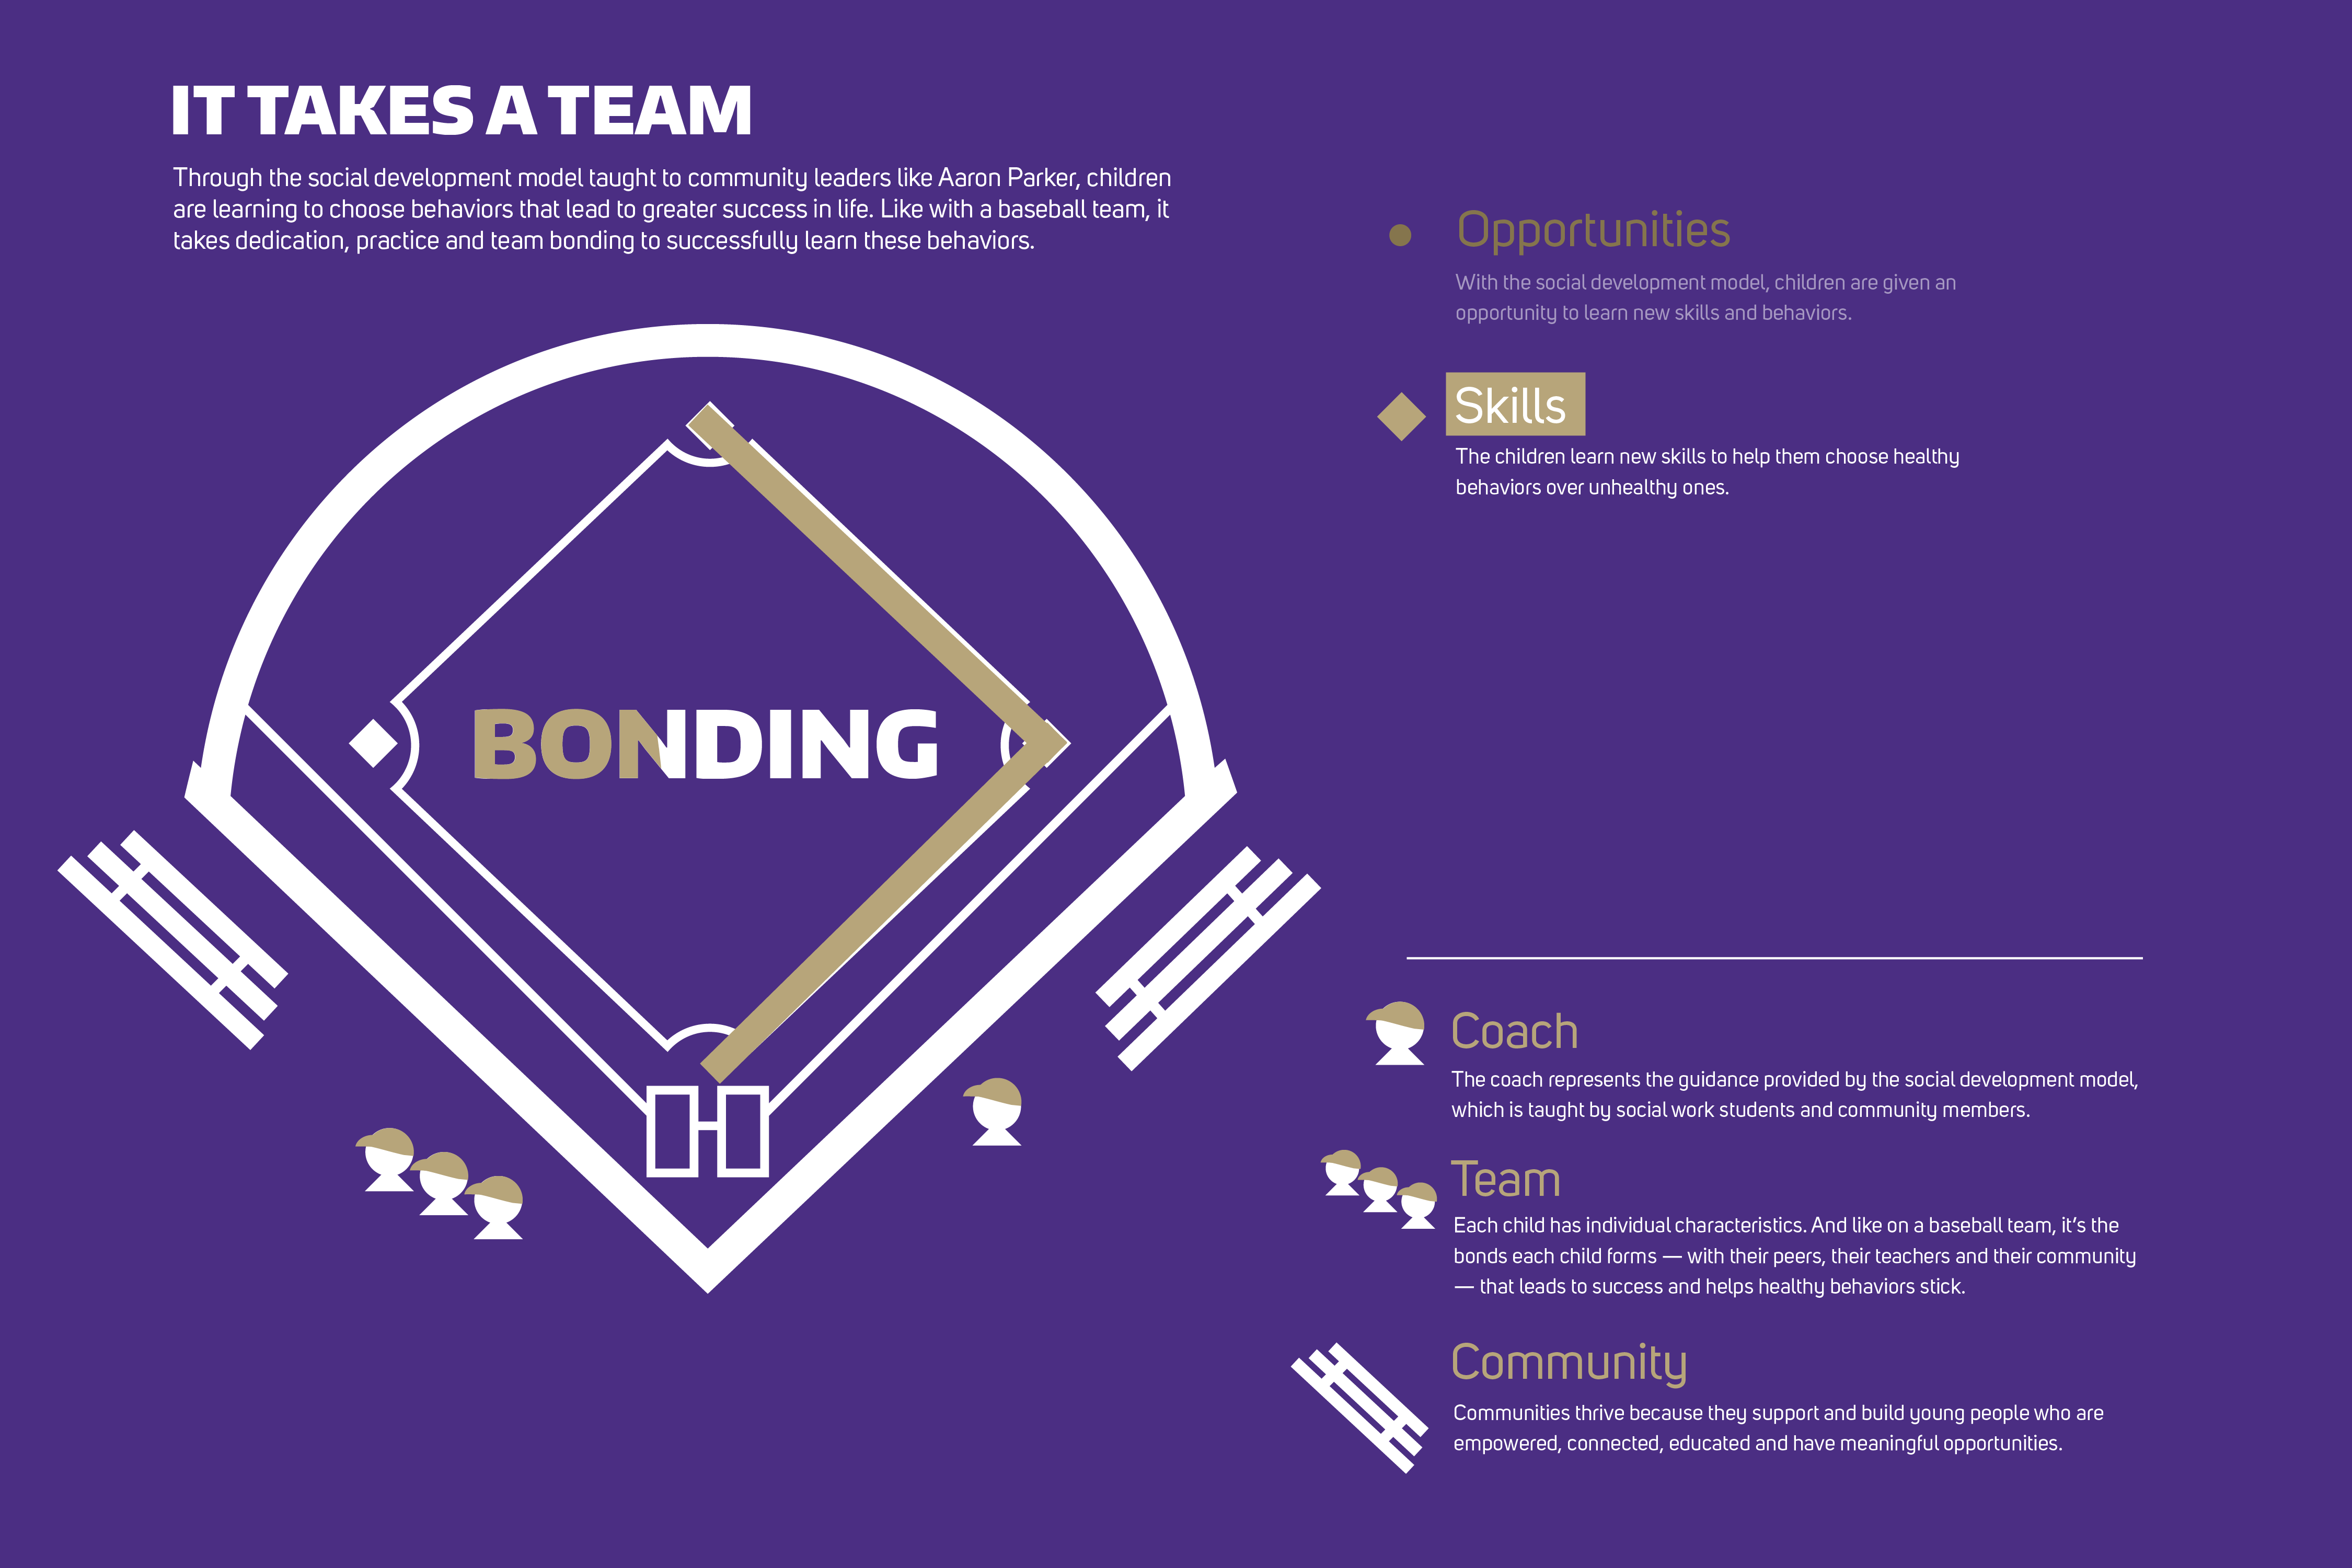 IT TAKES A TEAM
Through the social development model taught to community leaders like Aaron Parker, children
are learning to choose behaviors that lead to greater success in life. Like with a baseball team, it
takes dedication, practice and team bonding to successfully learn these behaviors.
BONDING
Opportunities
With the social development model, children are given an
opportunity to learn new skills and behaviors.
Skills
The children learn new skills to help them choose healthy
behaviors over unhealthy ones.
Coach
The coach represents the guidance provided by the social development model,
which is taught by social work students and community members.
Team
Each child has individual characteristics. And like on a baseball team, it’s the
bonds each child forms — with their peers, their teachers and their community
— that leads to success and helps healthy behaviors stick.
Community
Communities thrive because they support and build young people who are
empowered, connected, educated and have meaningful opportunities.